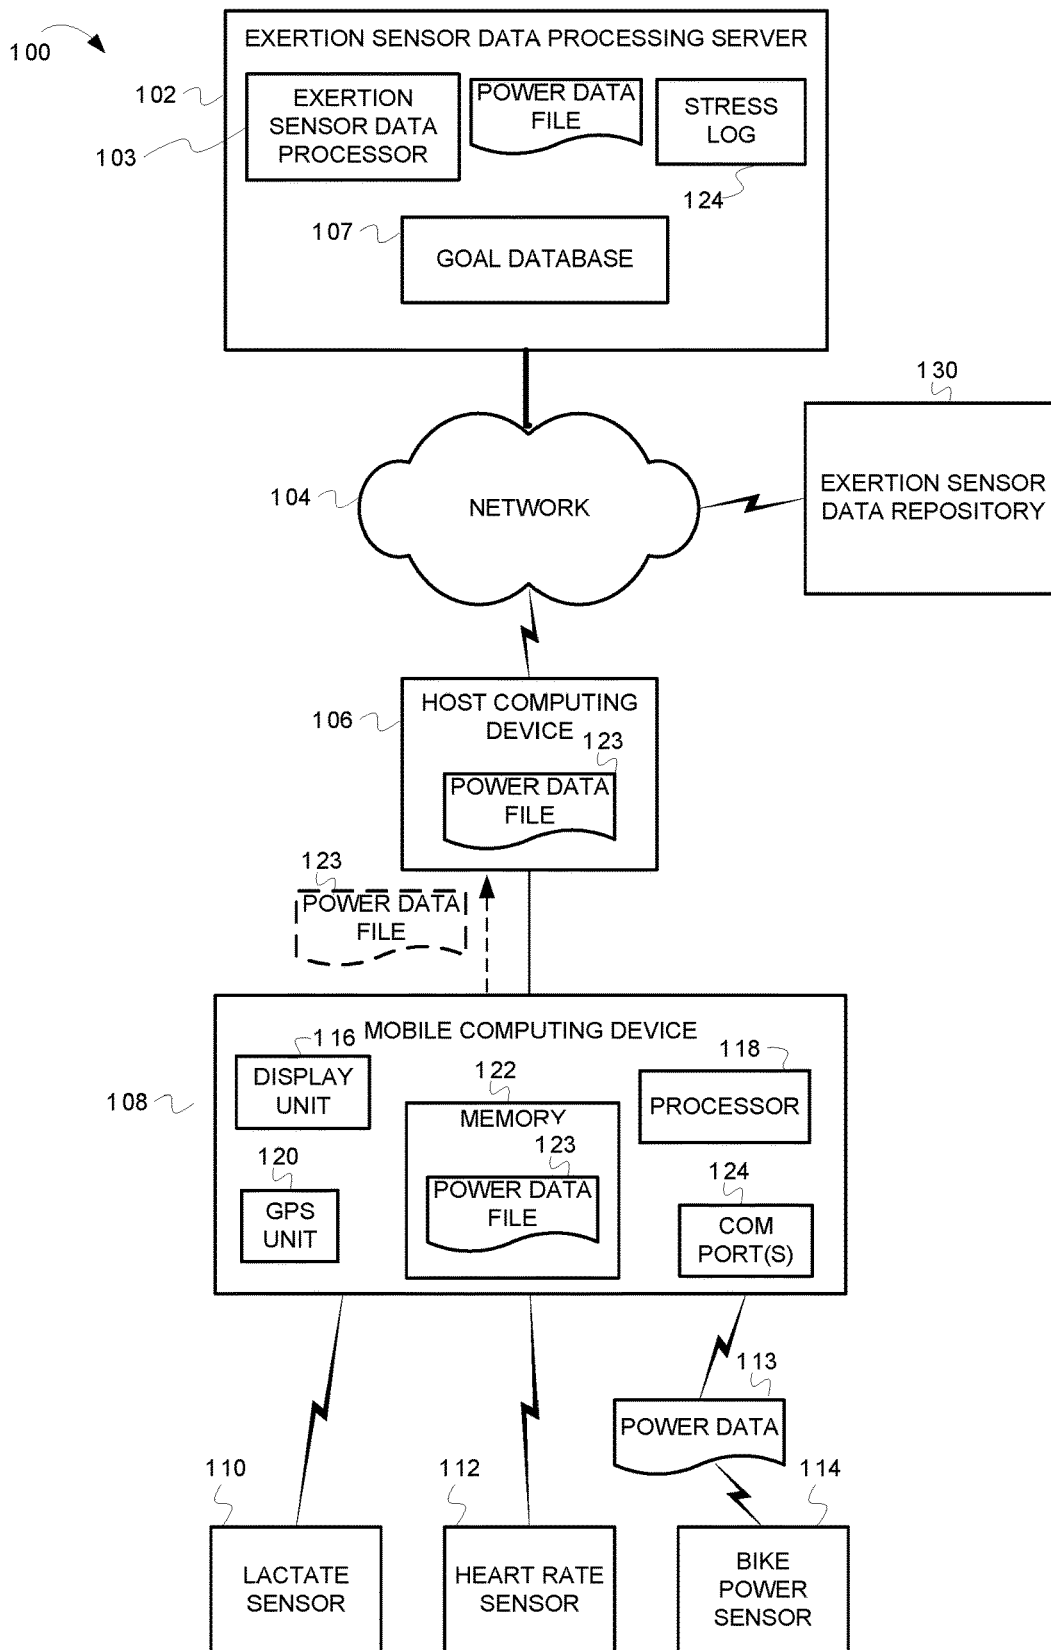 100
EXERTION SENSOR DATA PROCESSING SERVER
102
103
EXERTION
SENSOR DATA
PROCESSOR
POWER DATA
FILE
STRESS
LOG
124
107
GOAL DATABASE
130
104
NETWORK
EXERTION SENSOR
DATA REPOSITORY
106
HOST COMPUTING
DEVICE
123
POWER DATA
FILE
123
POWER DATA
FILE
MOBILE COMPUTING DEVICE
108
116
DISPLAY
UNIT
122
MEMORY
118
PROCESSOR
120
GPS
UNIT
123
POWER DATA
FILE
124
COM
PORT(S)
113
POWER DATA
110
LACTATE
SENSOR
112
HEART RATE
SENSOR
114
BIKE
POWER
SENSOR